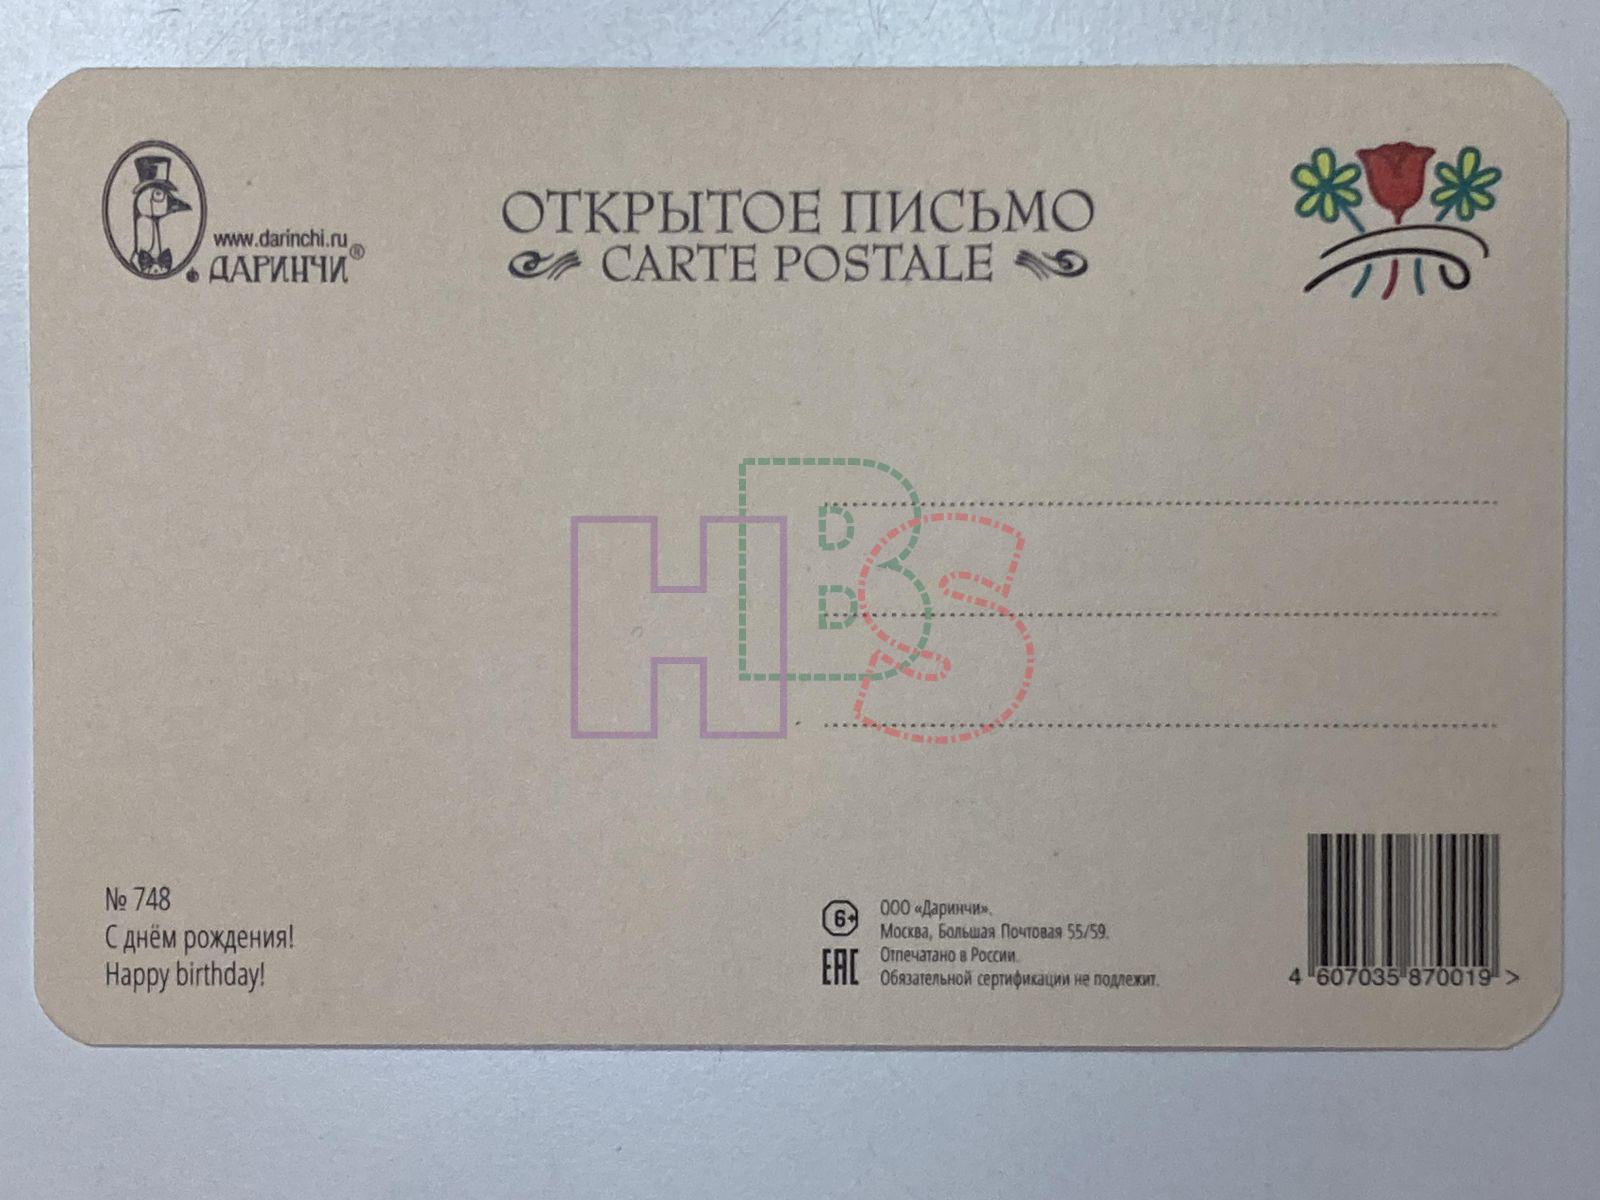 www.darinchi.ru
ДАРИНЧИ®
ОТКРЫТОЕ ПИСЬМО
CARTE POSTALE
HBS
№ 748
С днём рождения!
Happy birthday!
6+
EAC
ООО «Даринчи».
Москва, Большая Почтовая 55/59.
Отпечатано в России.
Обязательной сертификации не подлежит.
4 607035 870019 >